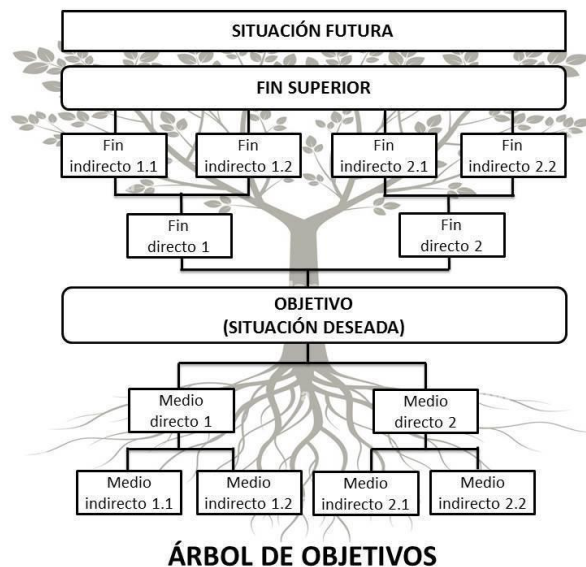 SITUACIÓN FUTURA
FIN SUPERIOR
Fin
indirecto 1.1
Fin
indirecto 1.2
Fin
indirecto 2.1
Fin
indirecto 2.2
Fin
directo 1
Fin
directo 2
OBJETIVO
(SITUACIÓN DESEADA)
Medio
directo 1
Medio
directo 2
Medio
indirecto 1.1
Medio
indirecto 1.2
Medio
indirecto 2.1
Medio
indirecto 2.2
ÁRBOL DE OBJETIVOS